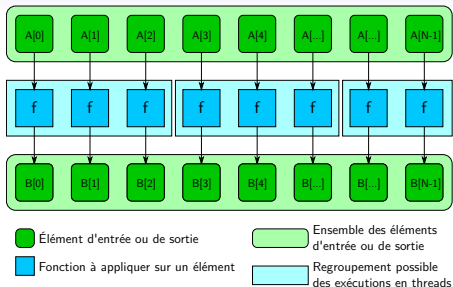 A[0] A[1] A[2] A[3] A[4] A[...] A[...] A[N-1]
f f f f f f f f
B[0] B[1] B[2] B[3] B[4] B[...] B[...] B[N-1]
Élément d'entrée ou de sortie
Fonction à appliquer sur un élément
Ensemble des éléments
d'entrée ou de sortie
Regroupement possible
des exécutions en threads